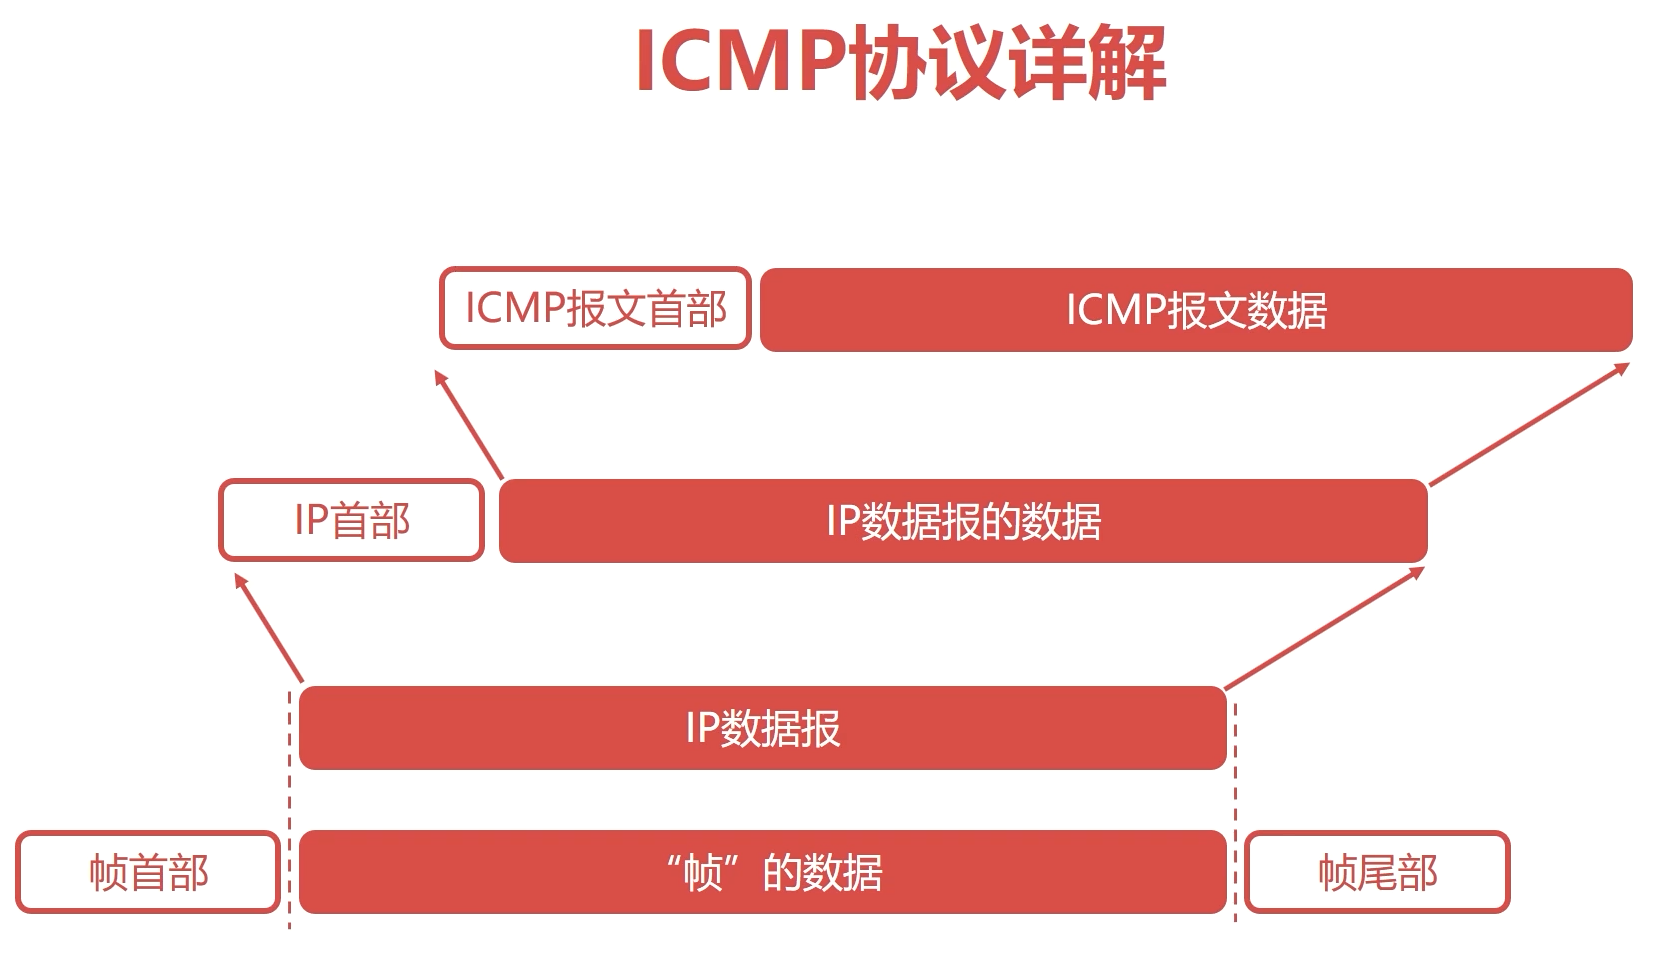 ICMP协议详解
ICMP报文首部
ICMP报文数据
IP首部
IP数据报的数据
IP数据报
帧首部
“帧”的数据
帧尾部